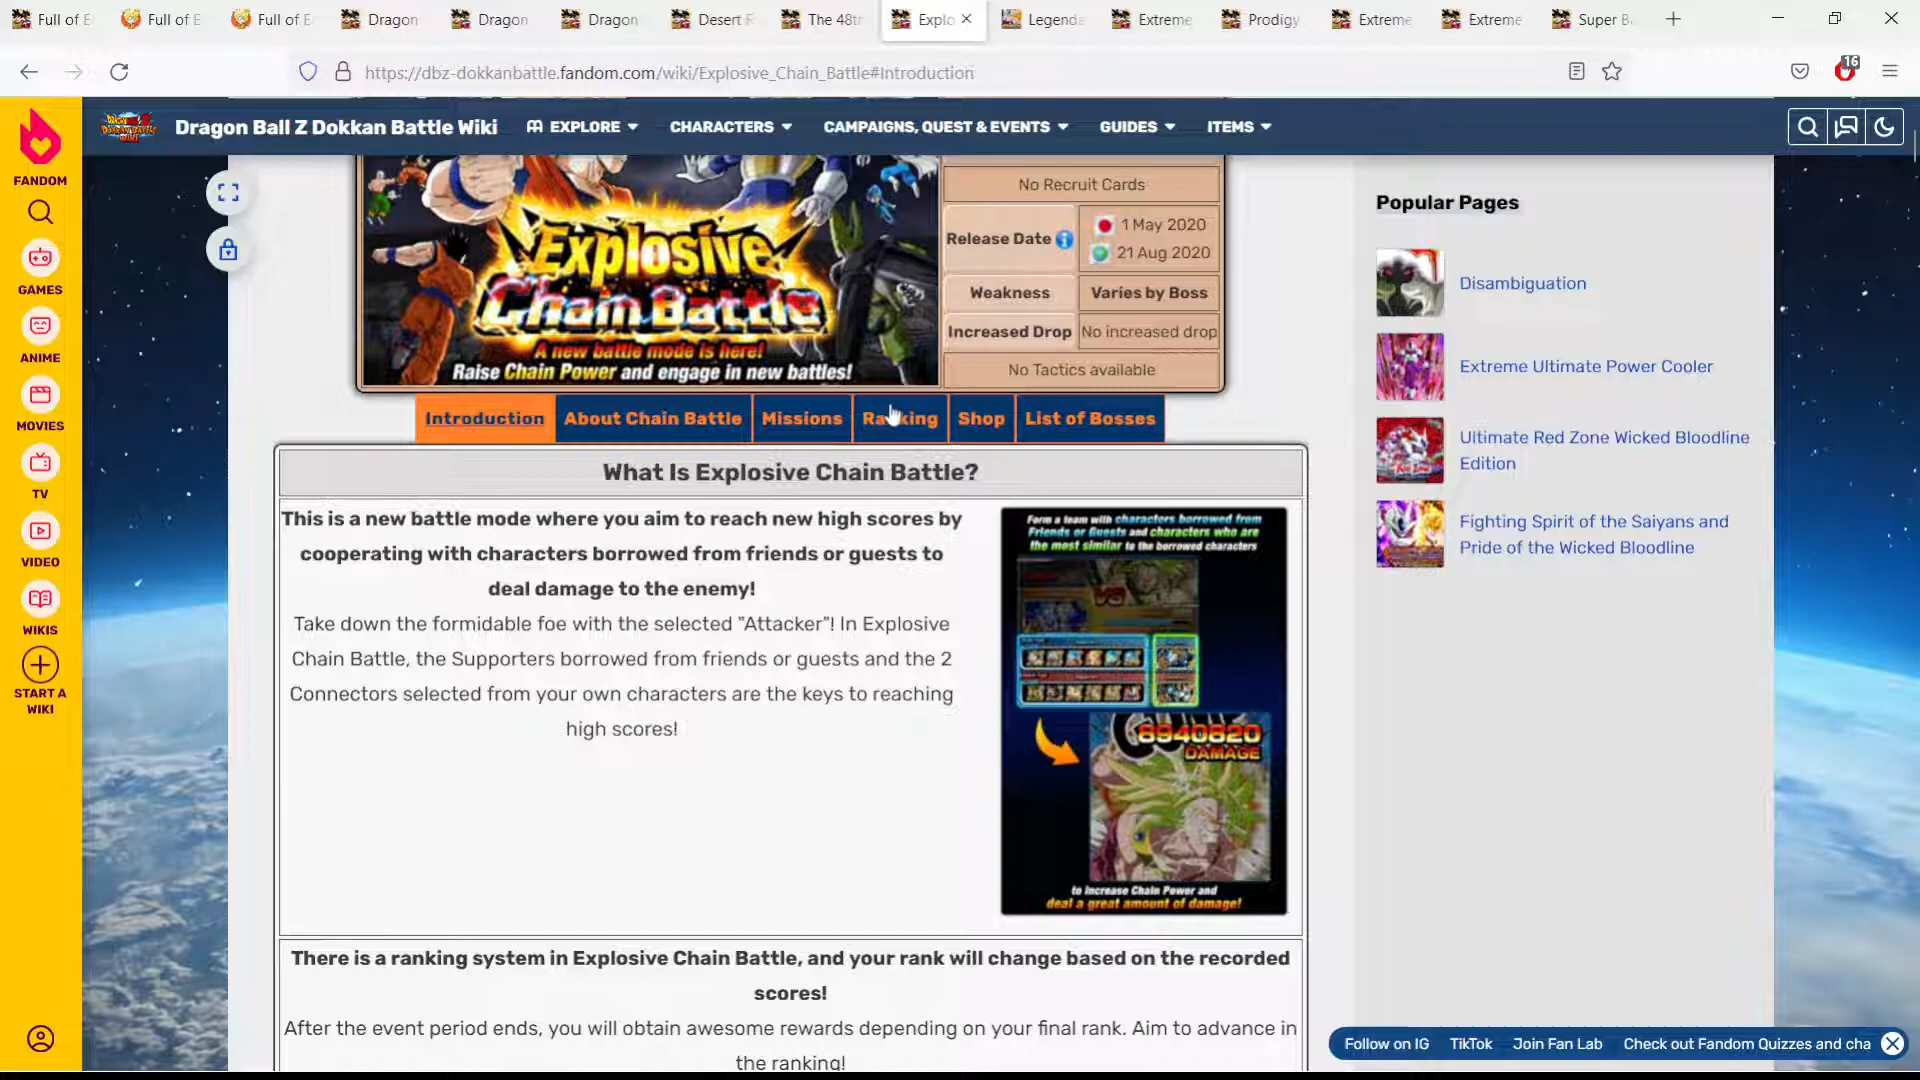 Full of E
Full of E
Full of E
Dragon
Dragon
Dragon
Desert R
The 48th
Explo
Legenda
Extreme
Prodigy
Extreme
Extreme
Super B
https://dbz-dokkanbattle.fandom.com/wiki/Explosive_Chain_Battle#Introduction
16
FANDOM
GAMES
ANIME
MOVIES
TV
VIDEO
WIKIS
START A
WIKI
Dragon Ball Z Dokkan Battle Wiki
EXPLORE
CHARACTERS
CAMPAIGNS, QUEST & EVENTS
GUIDES
ITEMS
Explosive
Chain Battle
A new battle mode is here!
Raise Chain Power and engage in new battles!
No Recruit Cards
Release Date
1 May 2020
21 Aug 2020
Weakness
Varies by Boss
Increased Drop
No increased drop
No Tactics available
Introduction
About Chain Battle
Missions
Ranking
Shop
List of Bosses
What Is Explosive Chain Battle?
This is a new battle mode where you aim to reach new high scores by
cooperating with characters borrowed from friends or guests to
deal damage to the enemy!
Take down the formidable foe with the selected "Attacker"! In Explosive
Chain Battle, the Supporters borrowed from friends or guests and the 2
Connectors selected from your own characters are the keys to reaching
high scores!
Form a team with characters borrowed from
Friends or Guests and characters who are
the most similar to the borrowed characters
VS
8940820
DAMAGE
to increase Chain Power and
deal a great amount of damage!
There is a ranking system in Explosive Chain Battle, and your rank will change based on the recorded
scores!
After the event period ends, you will obtain awesome rewards depending on your final rank. Aim to advance in
the ranking!
Popular Pages
Disambiguation
Extreme Ultimate Power Cooler
Ultimate Red Zone Wicked Bloodline
Edition
Fighting Spirit of the Saiyans and
Pride of the Wicked Bloodline
Follow on IG
TikTok
Join Fan Lab
Check out Fandom Quizzes and cha